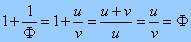 1 + 1/Φ = 1 + u/v = (u + v)/u = u/v = Φ